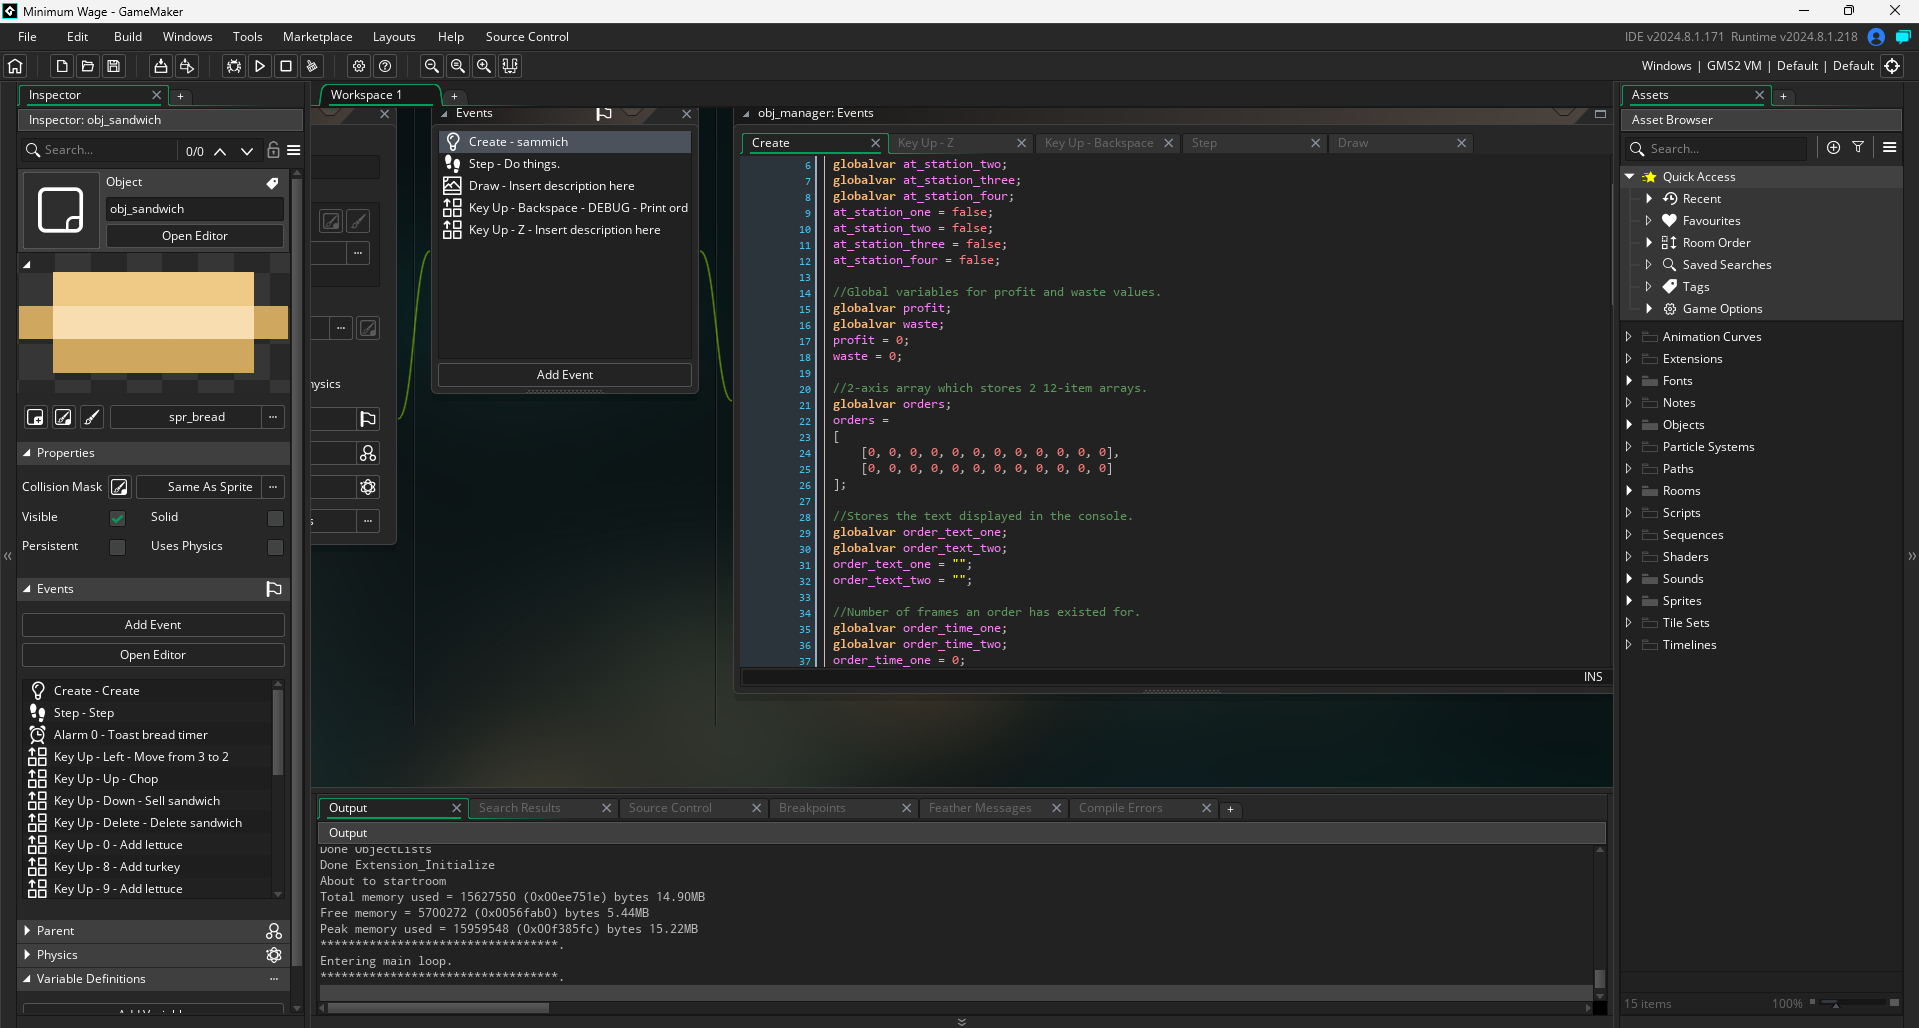 Minimum Wage - GameMaker
File Edit Build Windows Tools Marketplace Layouts Help Source Control
IDE v2024.8.1.171 Runtime v2024.8.1.218
Windows | GMS2 VM | Default | Default
Inspector
Inspector: obj_sandwich
Search... 0/0
Object
obj_sandwich
Open Editor
spr_bread
Properties
Collision Mask Same As Sprite
Visible Solid
Persistent Uses Physics
Events
Add Event
Open Editor
Create - Create
Step - Step
Alarm 0 - Toast bread timer
Key Up - Left - Move from 3 to 2
Key Up - Up - Chop
Key Up - Down - Sell sandwich
Key Up - Delete - Delete sandwich
Key Up - 0 - Add lettuce
Key Up - 8 - Add turkey
Key Up - 9 - Add lettuce
Parent
Physics
Variable Definitions
Workspace 1
Events
Create - sammich
Step - Do things.
Draw - Insert description here
Key Up - Backspace - DEBUG - Print ord
Key Up - Z - Insert description here
Add Event
obj_manager: Events
Create Key Up - Z Key Up - Backspace Step Draw
6 globalvar at_station_two;
7 globalvar at_station_three;
8 globalvar at_station_four;
9 at_station_one = false;
10 at_station_two = false;
11 at_station_three = false;
12 at_station_four = false;
13
14 //Global variables for profit and waste values.
15 globalvar profit;
16 globalvar waste;
17 profit = 0;
18 waste = 0;
19
20 //2-axis array which stores 2 12-item arrays.
21 globalvar orders;
22 orders =
23 [
24 [0, 0, 0, 0, 0, 0, 0, 0, 0, 0, 0, 0],
25 [0, 0, 0, 0, 0, 0, 0, 0, 0, 0, 0, 0]
26 ];
27
28 //Stores the text displayed in the console.
29 globalvar order_text_one;
30 globalvar order_text_two;
31 order_text_one = "";
32 order_text_two = "";
33
34 //Number of frames an order has existed for.
35 globalvar order_time_one;
36 globalvar order_time_two;
37 order_time_one = 0;
INS
Output Search Results Source Control Breakpoints Feather Messages Compile Errors
Output
Done ObjectLists
Done Extension_Initialize
About to startroom
Total memory used = 15627550 (0x00ee751e) bytes 14.90MB
Free memory = 5700272 (0x0056fab0) bytes 5.44MB
Peak memory used = 15959548 (0x00f385fc) bytes 15.22MB
**********************************.
Entering main loop.
**********************************.
Assets
Asset Browser
Search...
Quick Access
Recent
Favourites
Room Order
Saved Searches
Tags
Game Options
Animation Curves
Extensions
Fonts
Notes
Objects
Particle Systems
Paths
Rooms
Scripts
Sequences
Shaders
Sounds
Sprites
Tile Sets
Timelines
15 items 100%